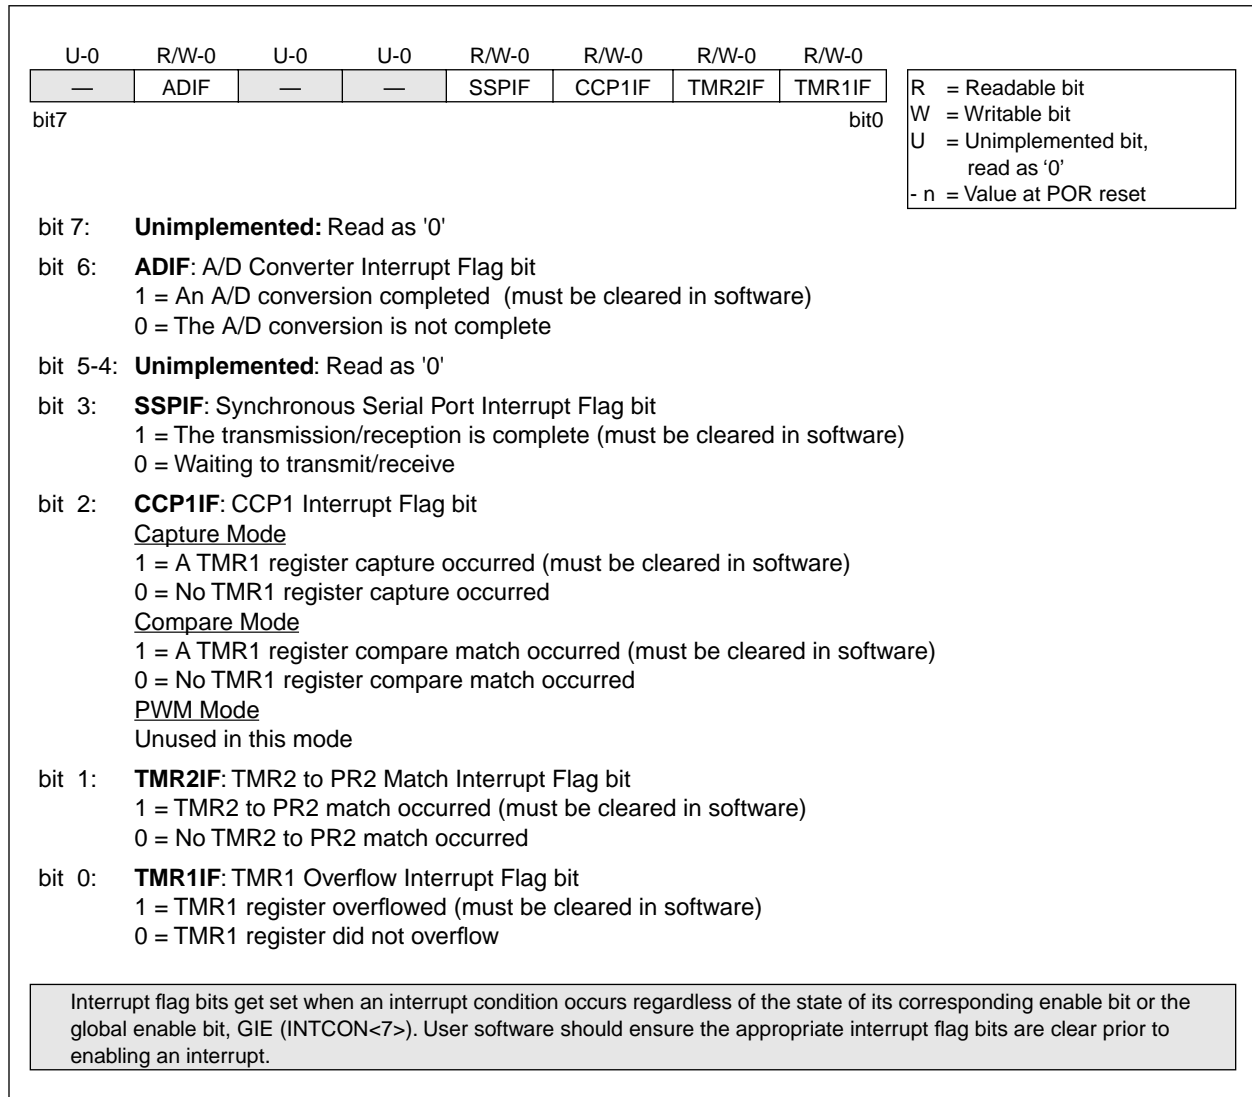 U-0 R/W-0 U-0 U-0 R/W-0 R/W-0 R/W-0 R/W-0
— ADIF — — SSPIF CCP1IF TMR2IF TMR1IF
bit7 bit0
R = Readable bit
W = Writable bit
U = Unimplemented bit,
read as ‘0’
- n = Value at POR reset
bit 7: Unimplemented: Read as '0'
bit 6: ADIF: A/D Converter Interrupt Flag bit
1 = An A/D conversion completed (must be cleared in software)
0 = The A/D conversion is not complete
bit 5-4: Unimplemented: Read as '0'
bit 3: SSPIF: Synchronous Serial Port Interrupt Flag bit
1 = The transmission/reception is complete (must be cleared in software)
0 = Waiting to transmit/receive
bit 2: CCP1IF: CCP1 Interrupt Flag bit
Capture Mode
1 = A TMR1 register capture occurred (must be cleared in software)
0 = No TMR1 register capture occurred
Compare Mode
1 = A TMR1 register compare match occurred (must be cleared in software)
0 = No TMR1 register compare match occurred
PWM Mode
Unused in this mode
bit 1: TMR2IF: TMR2 to PR2 Match Interrupt Flag bit
1 = TMR2 to PR2 match occurred (must be cleared in software)
0 = No TMR2 to PR2 match occurred
bit 0: TMR1IF: TMR1 Overflow Interrupt Flag bit
1 = TMR1 register overflowed (must be cleared in software)
0 = TMR1 register did not overflow
Interrupt flag bits get set when an interrupt condition occurs regardless of the state of its corresponding enable bit or the
global enable bit, GIE (INTCON<7>). User software should ensure the appropriate interrupt flag bits are clear prior to
enabling an interrupt.